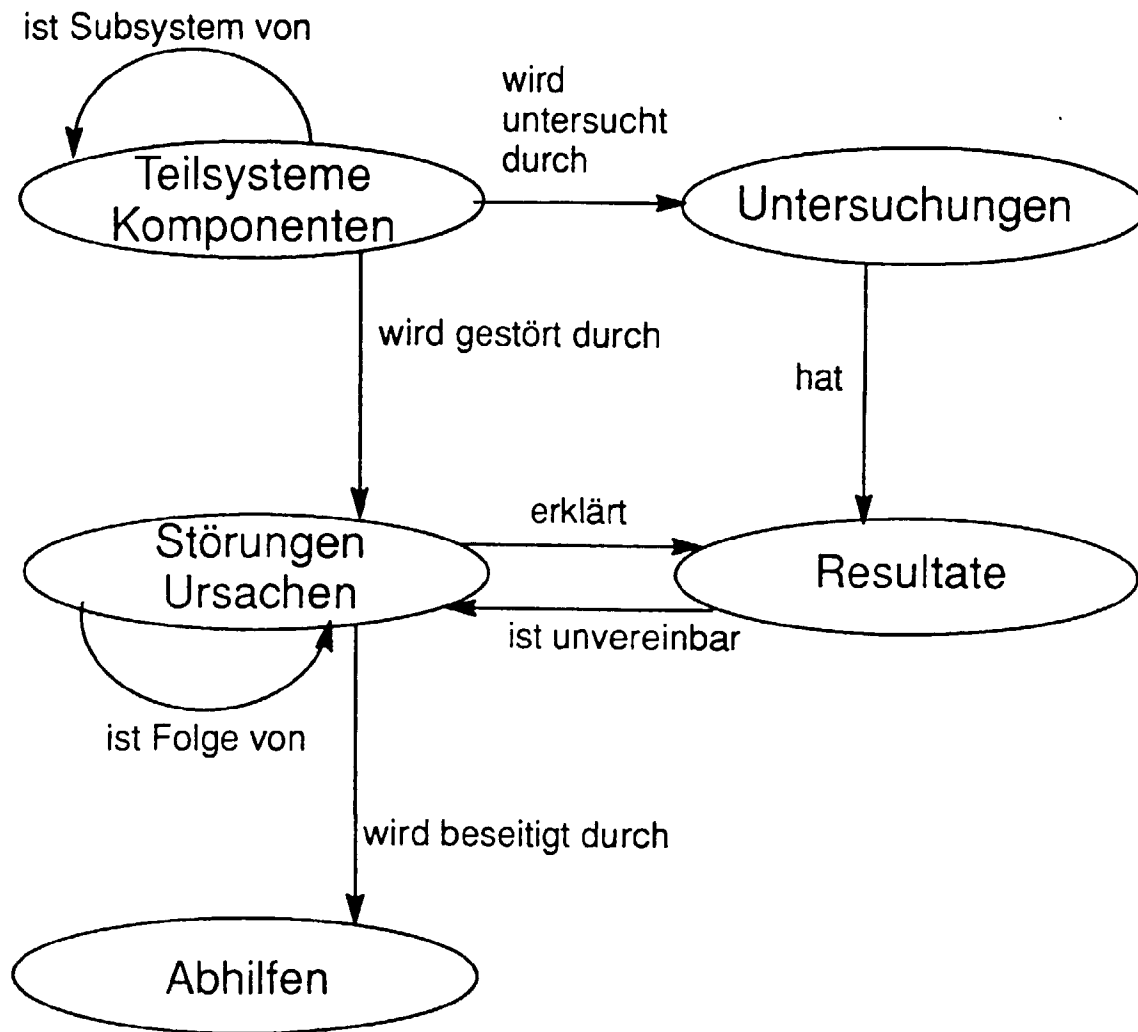 ist Subsystem von
wird
untersucht
durch
Teilsysteme
Komponenten
Untersuchungen
wird gestört durch
hat
erklärt
Störungen
Ursachen
Resultate
ist unvereinbar
ist Folge von
wird beseitigt durch
Abhilfen